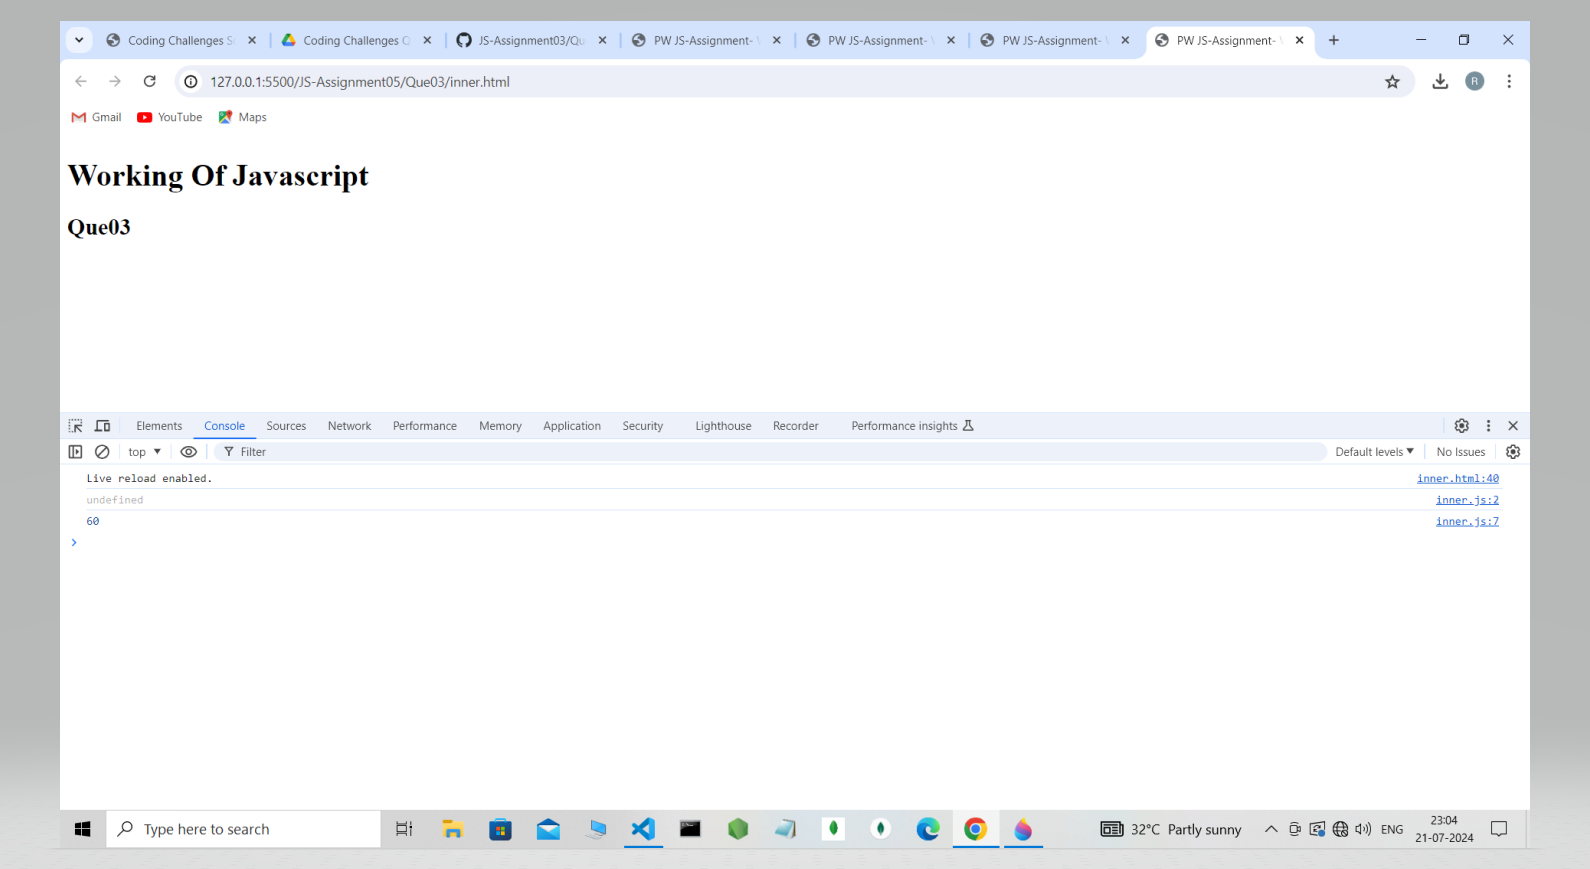 Coding Challenges S
Coding Challenges Q
JS-Assignment03/Qu
PW JS-Assignment-
PW JS-Assignment-
PW JS-Assignment-
PW JS-Assignment-
127.0.0.1:5500/JS-Assignment05/Que03/inner.html
R
Gmail
YouTube
Maps
Working Of Javascript
Que03
Elements Console Sources Network Performance Memory Application Security Lighthouse Recorder Performance insights
top Filter Default levels No Issues
Live reload enabled. inner.html:40
undefined inner.js:2
60 inner.js:7
Type here to search
32°C Partly sunny
ENG
23:04
21-07-2024